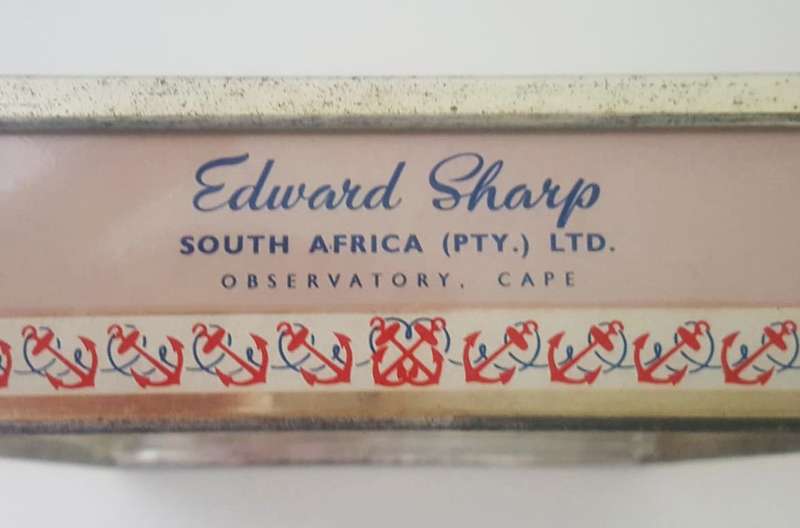 Edward Sharp
SOUTH AFRICA (PTY.) LTD.
OBSERVATORY, CAPE